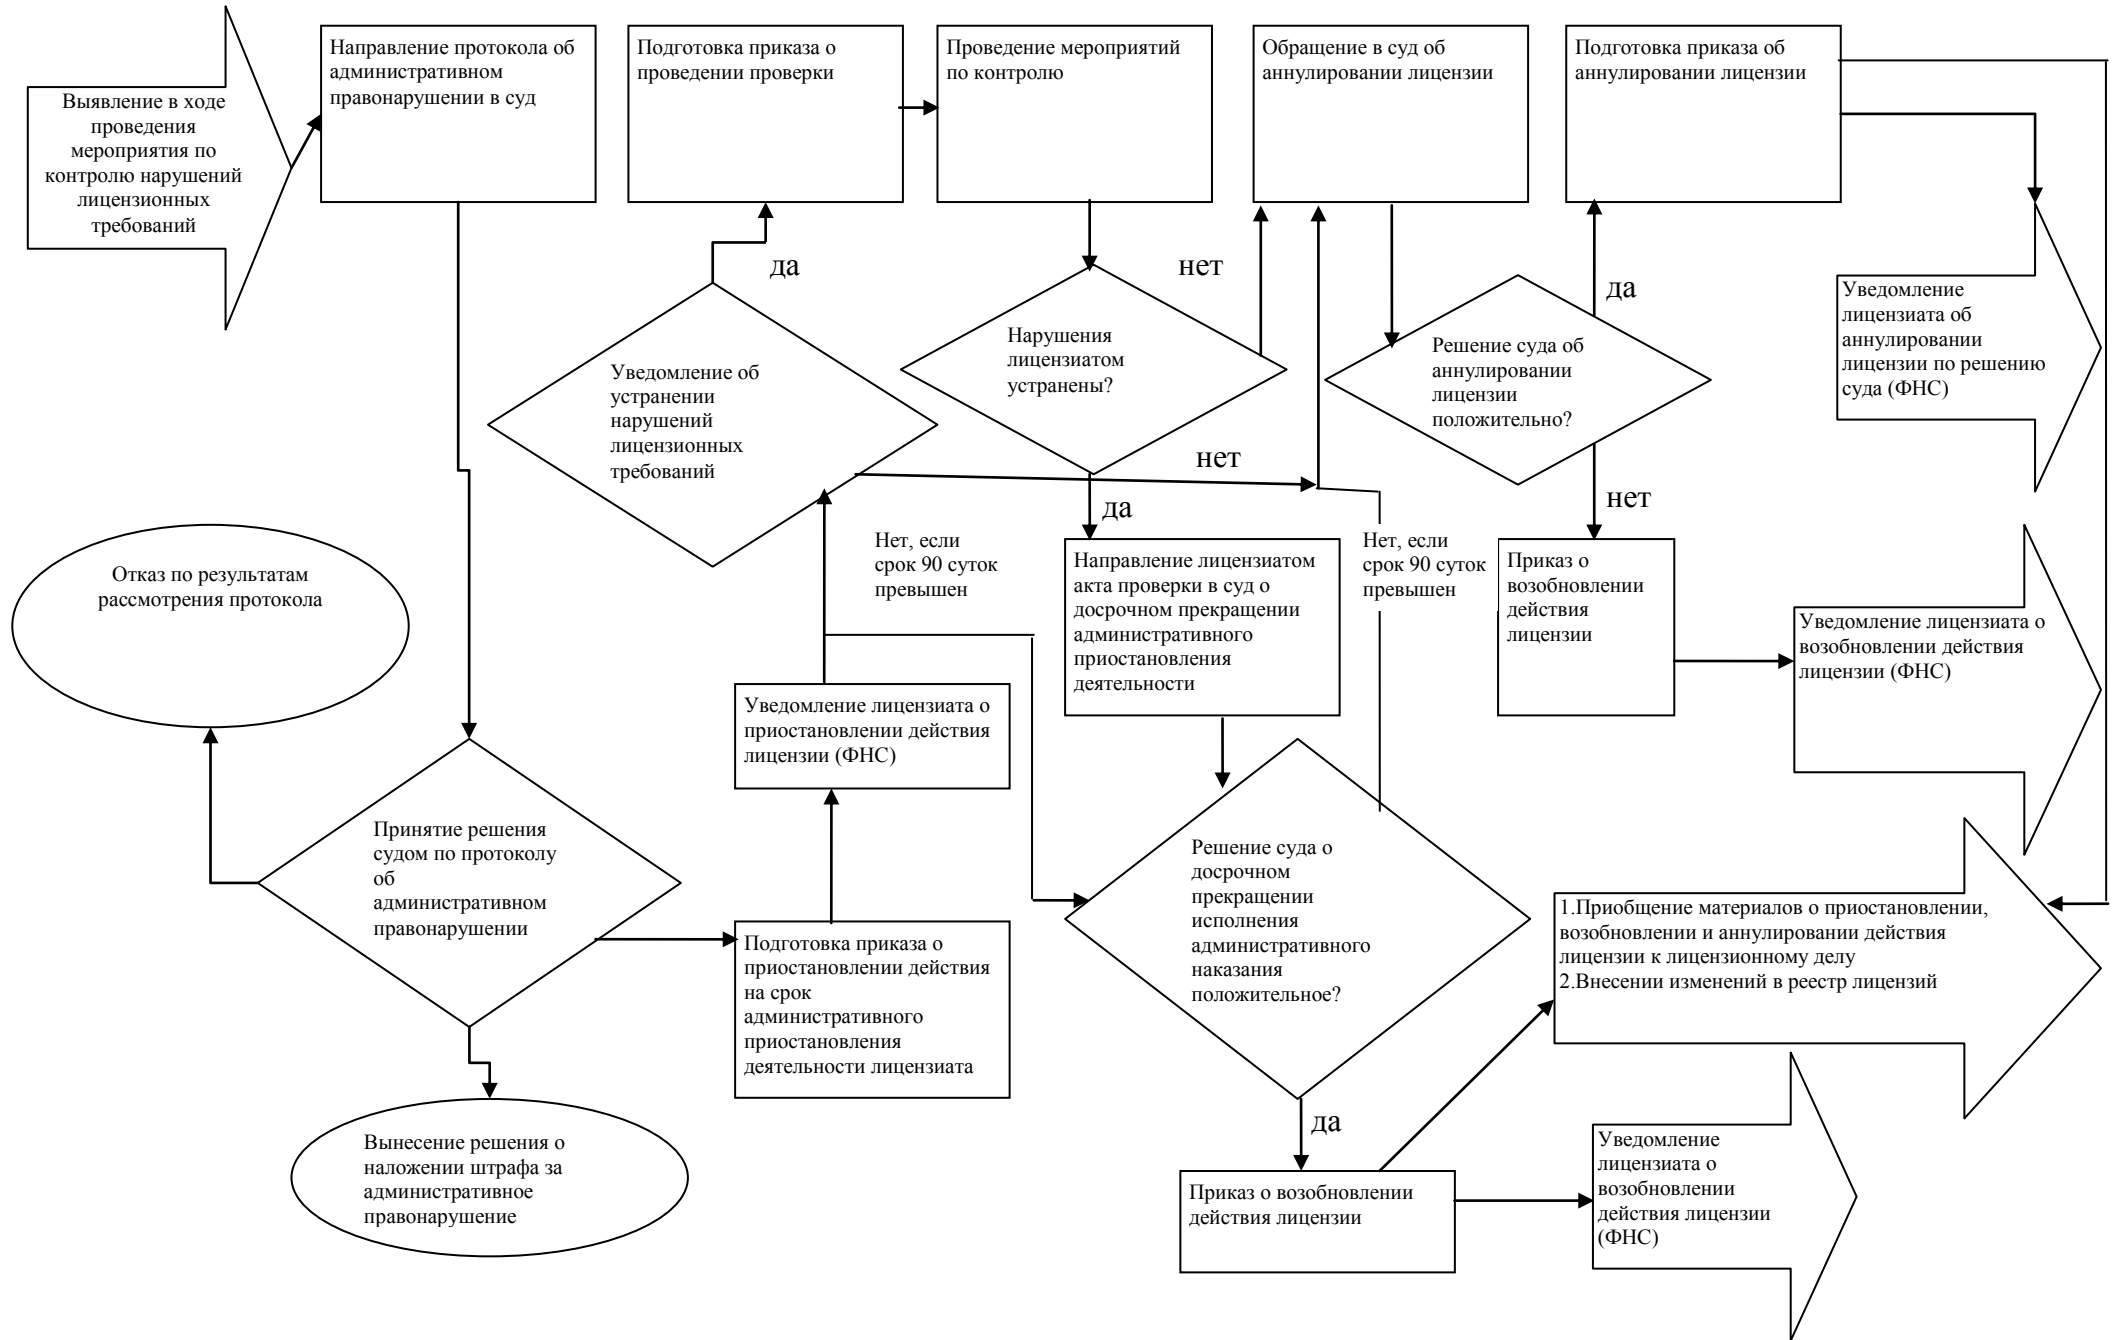 Выявление в ходе
проведения
мероприятия по
контролю нарушений
лицензионных
требований
Направление протокола об
административном
правонарушении в суд
Подготовка приказа о
проведении проверки
Проведение мероприятий
по контролю
Обращение в суд об
аннулировании лицензии
Подготовка приказа об
аннулировании лицензии
да
нет
да
Уведомление об
устранении
нарушений
лицензионных
требований
Нарушения
лицензиатом
устранены?
Решение суда об
аннулировании
лицензии
положительно?
Уведомление
лицензиата об
аннулировании
лицензии по решению
суда (ФНС)
нет
да
нет
Отказ по результатам
рассмотрения протокола
Нет, если
срок 90 суток
превышен
Направление лицензиатом
акта проверки в суд о
досрочном прекращении
административного
приостановления
деятельности
Нет, если
срок 90 суток
превышен
Приказ о
возобновлении
действия
лицензии
Уведомление лицензиата о
возобновлении действия
лицензии (ФНС)
Уведомление лицензиата о
приостановлении действия
лицензии (ФНС)
Принятие решения
судом по протоколу
об
административном
правонарушении
Подготовка приказа о
приостановлении действия
на срок
административного
приостановления
деятельности лицензиата
Решение суда о
досрочном
прекращении
исполнения
административного
наказания
положительное?
1.Приобщение материалов о приостановлении,
возобновлении и аннулировании действия
лицензии к лицензионному делу
2.Внесении изменений в реестр лицензий
да
Вынесение решения о
наложении штрафа за
административное
правонарушение
Приказ о возобновлении
действия лицензии
Уведомление
лицензиата о
возобновлении
действия лицензии
(ФНС)